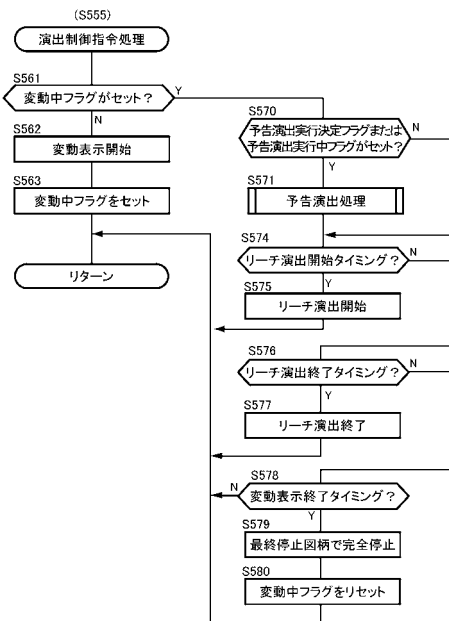 (S555)
演出制御指令処理
S561
変動中フラグがセット？
Y
N
S562
変動表示開始
S563
変動中フラグをセット
リターン
S570
予告演出実行決定フラグまたは
予告演出実行中フラグがセット？
N
Y
S571
予告演出処理
S574
リーチ演出開始タイミング？
N
Y
S575
リーチ演出開始
S576
リーチ演出終了タイミング？
N
Y
S577
リーチ演出終了
S578
N
変動表示終了タイミング？
Y
S579
最終停止図柄で完全停止
S580
変動中フラグをリセット